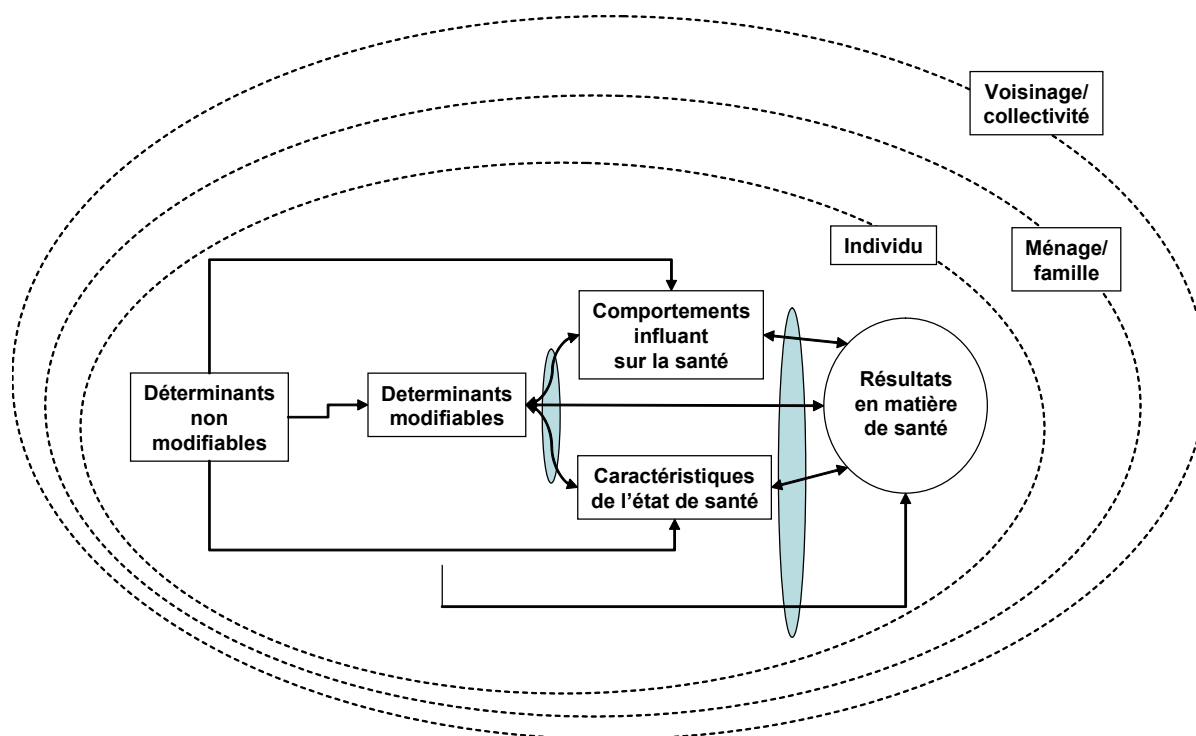 Voisinage/
collectivité
Individu
Ménage/
famille
Comportements
influant
sur la santé
Déterminants
non
modifiables
Determinants
modifiables
Résultats
en matière
de santé
Caractéristiques
de l’état de santé